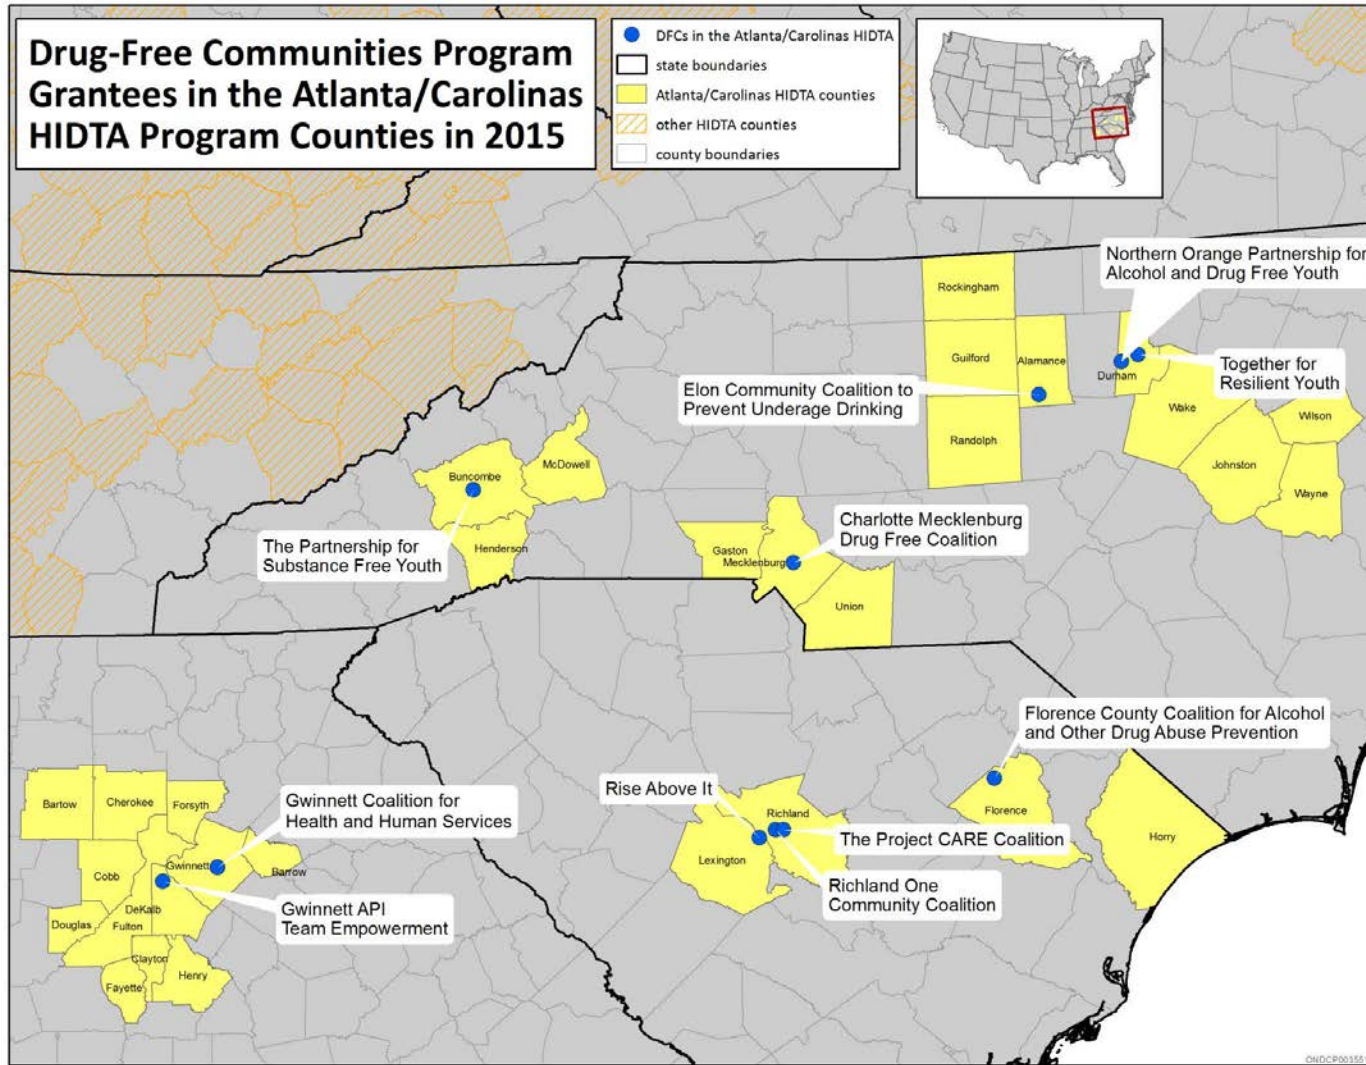 Drug-Free Communities Program
Grantees in the Atlanta/Carolinas
HIDTA Program Counties in 2015
DFCs in the Atlanta/Carolinas HIDTA
state boundaries
Atlanta/Carolinas HIDTA counties
other HIDTA counties
county boundaries
Northern Orange Partnership for
Alcohol and Drug Free Youth
Rockingham
Guilford
Alamance
Durham
Together for
Resilient Youth
Elon Community Coalition to
Prevent Underage Drinking
Wake
Wilson
Randolph
Johnston
Wayne
McDowell
Buncombe
Henderson
The Partnership for
Substance Free Youth
Charlotte Mecklenburg
Drug Free Coalition
Gaston
Mecklenburg
Union
Florence County Coalition for Alcohol
and Other Drug Abuse Prevention
Rise Above It
Richland
Florence
Horry
The Project CARE Coalition
Lexington
Richland One
Community Coalition
Bartow
Cherokee
Forsyth
Gwinnett Coalition for
Health and Human Services
Gwinnett
Barrow
Cobb
DeKalb
Gwinnett API
Team Empowerment
Douglas
Fulton
Clayton
Henry
Fayette